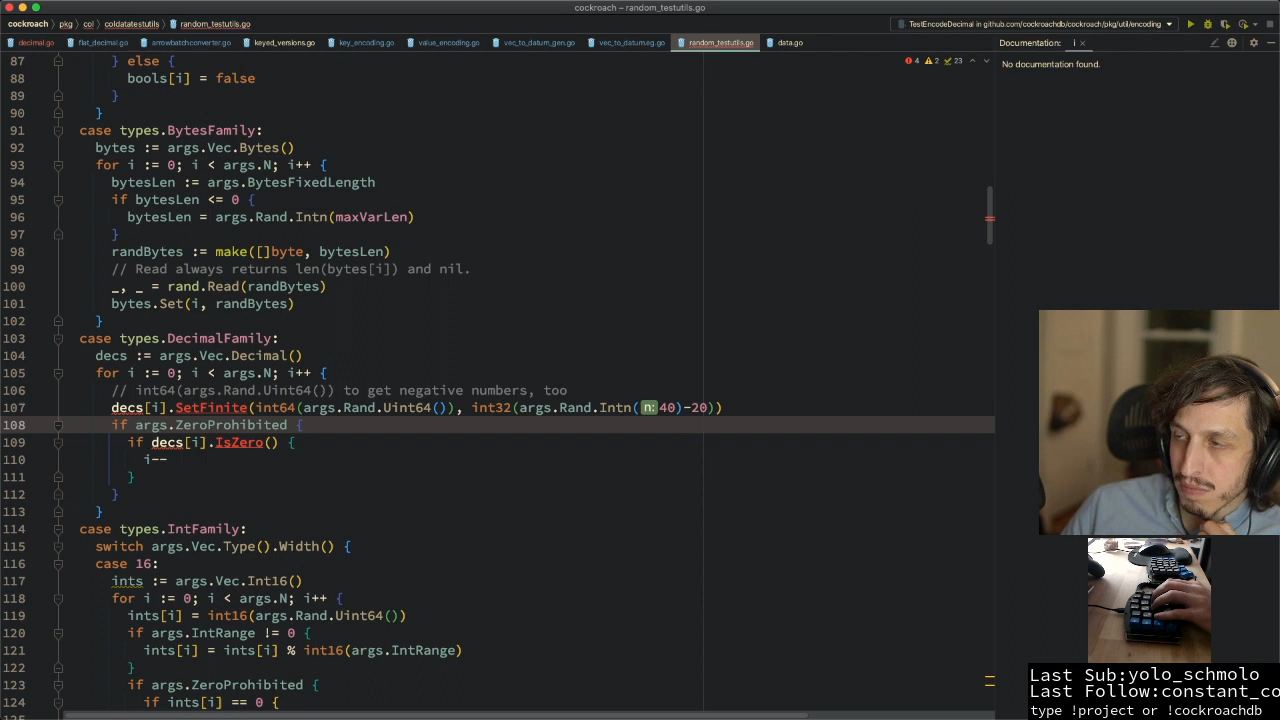 cockroach – random_testutils.go
cockroach › pkg › col › coldatatestutils › random_testutils.go
TestEncodeDecimal in github.com/cockroachdb/cockroach/pkg/util/encoding
decimal.go flat_decimal.go arrowbatchconverter.go keyed_versions.go key_encoding.go value_encoding.go vec_to_datum_gen.go vec_to_datum.eg.go random_testutils.go data.go
Documentation: i ×
No documentation found.
4 2 23
87 } else {
88 bools[i] = false
89 }
90 }
91 case types.BytesFamily:
92 bytes := args.Vec.Bytes()
93 for i := 0; i < args.N; i++ {
94 bytesLen := args.BytesFixedLength
95 if bytesLen <= 0 {
96 bytesLen = args.Rand.Intn(maxVarLen)
97 }
98 randBytes := make([]byte, bytesLen)
99 // Read always returns len(bytes[i]) and nil.
100 _, _ = rand.Read(randBytes)
101 bytes.Set(i, randBytes)
102 }
103 case types.DecimalFamily:
104 decs := args.Vec.Decimal()
105 for i := 0; i < args.N; i++ {
106 // int64(args.Rand.Uint64()) to get negative numbers, too
107 decs[i].SetFinite(int64(args.Rand.Uint64()), int32(args.Rand.Intn( n: 40)-20))
108 if args.ZeroProhibited {
109 if decs[i].IsZero() {
110 i--
111 }
112 }
113 }
114 case types.IntFamily:
115 switch args.Vec.Type().Width() {
116 case 16:
117 ints := args.Vec.Int16()
118 for i := 0; i < args.N; i++ {
119 ints[i] = int16(args.Rand.Uint64())
120 if args.IntRange != 0 {
121 ints[i] = ints[i] % int16(args.IntRange)
122 }
123 if args.ZeroProhibited {
124 if ints[i] == 0 {
Last Sub:yolo_schmolo
Last Follow:constant_co
type !project or !cockroachdb